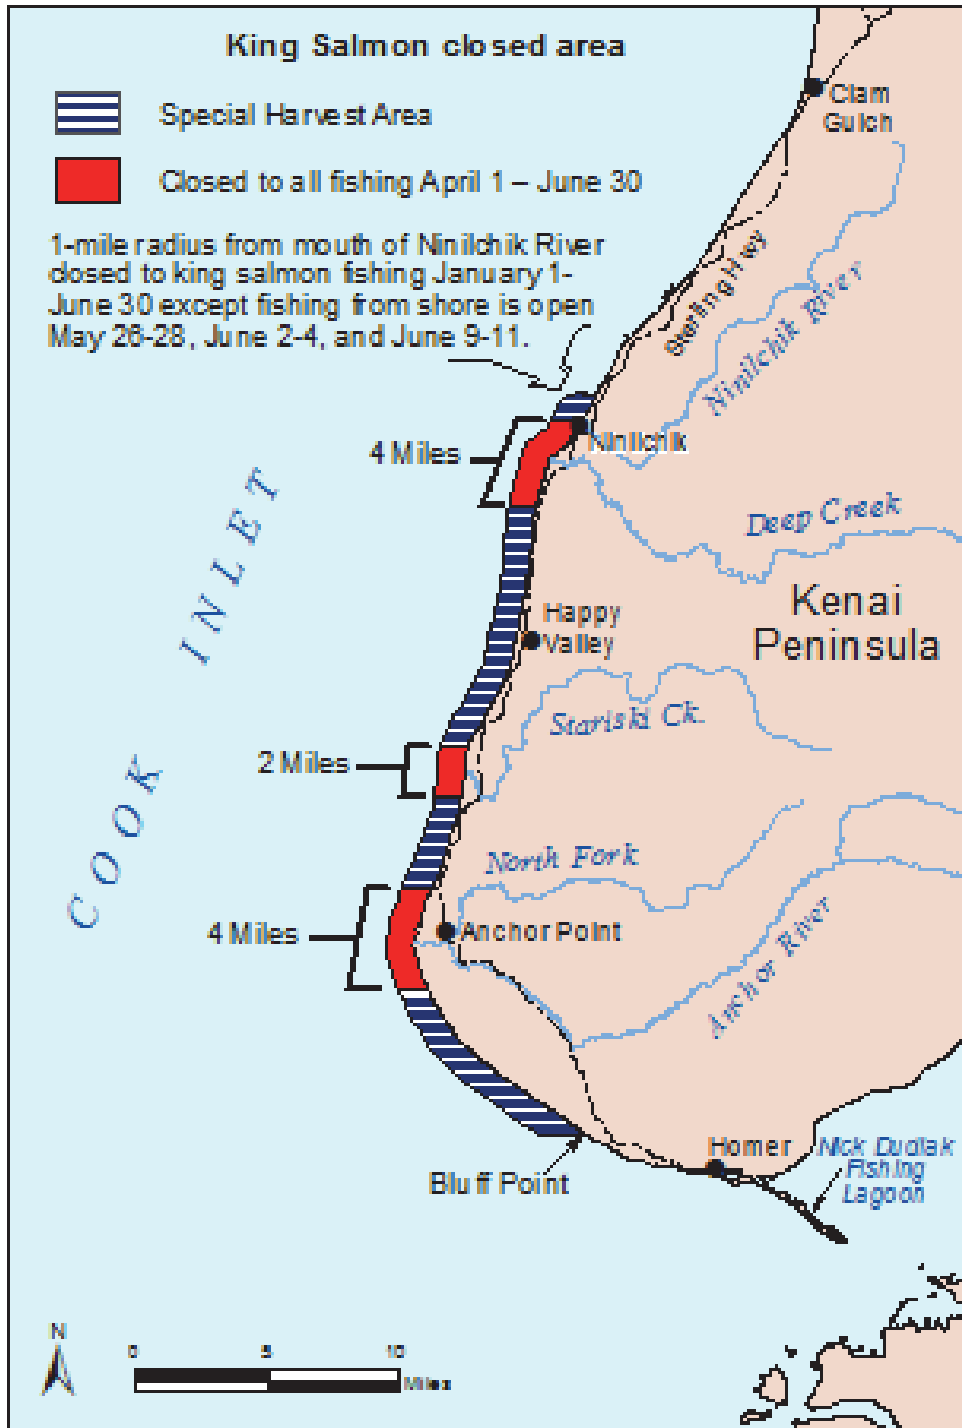 King Salmon closed area
Special Harvest Area
Closed to all fishing April 1 – June 30
1-mile radius from mouth of Ninilchik River
closed to king salmon fishing January 1-
June 30 except fishing from shore is open
May 26-28, June 2-4, and June 9-11.
Clam
Gulch
Sterling Hwy
Ninilchik River
4 Miles
Ninilchik
Deep Creek
COOK INLET
Kenai
Peninsula
Happy
Valley
Stariski Ck.
2 Miles
North Fork
4 Miles
Anchor Point
Anchor River
Bluff Point
Homer
Nick Dudiak
Fishing
Lagoon
N
0 5 10
Miles